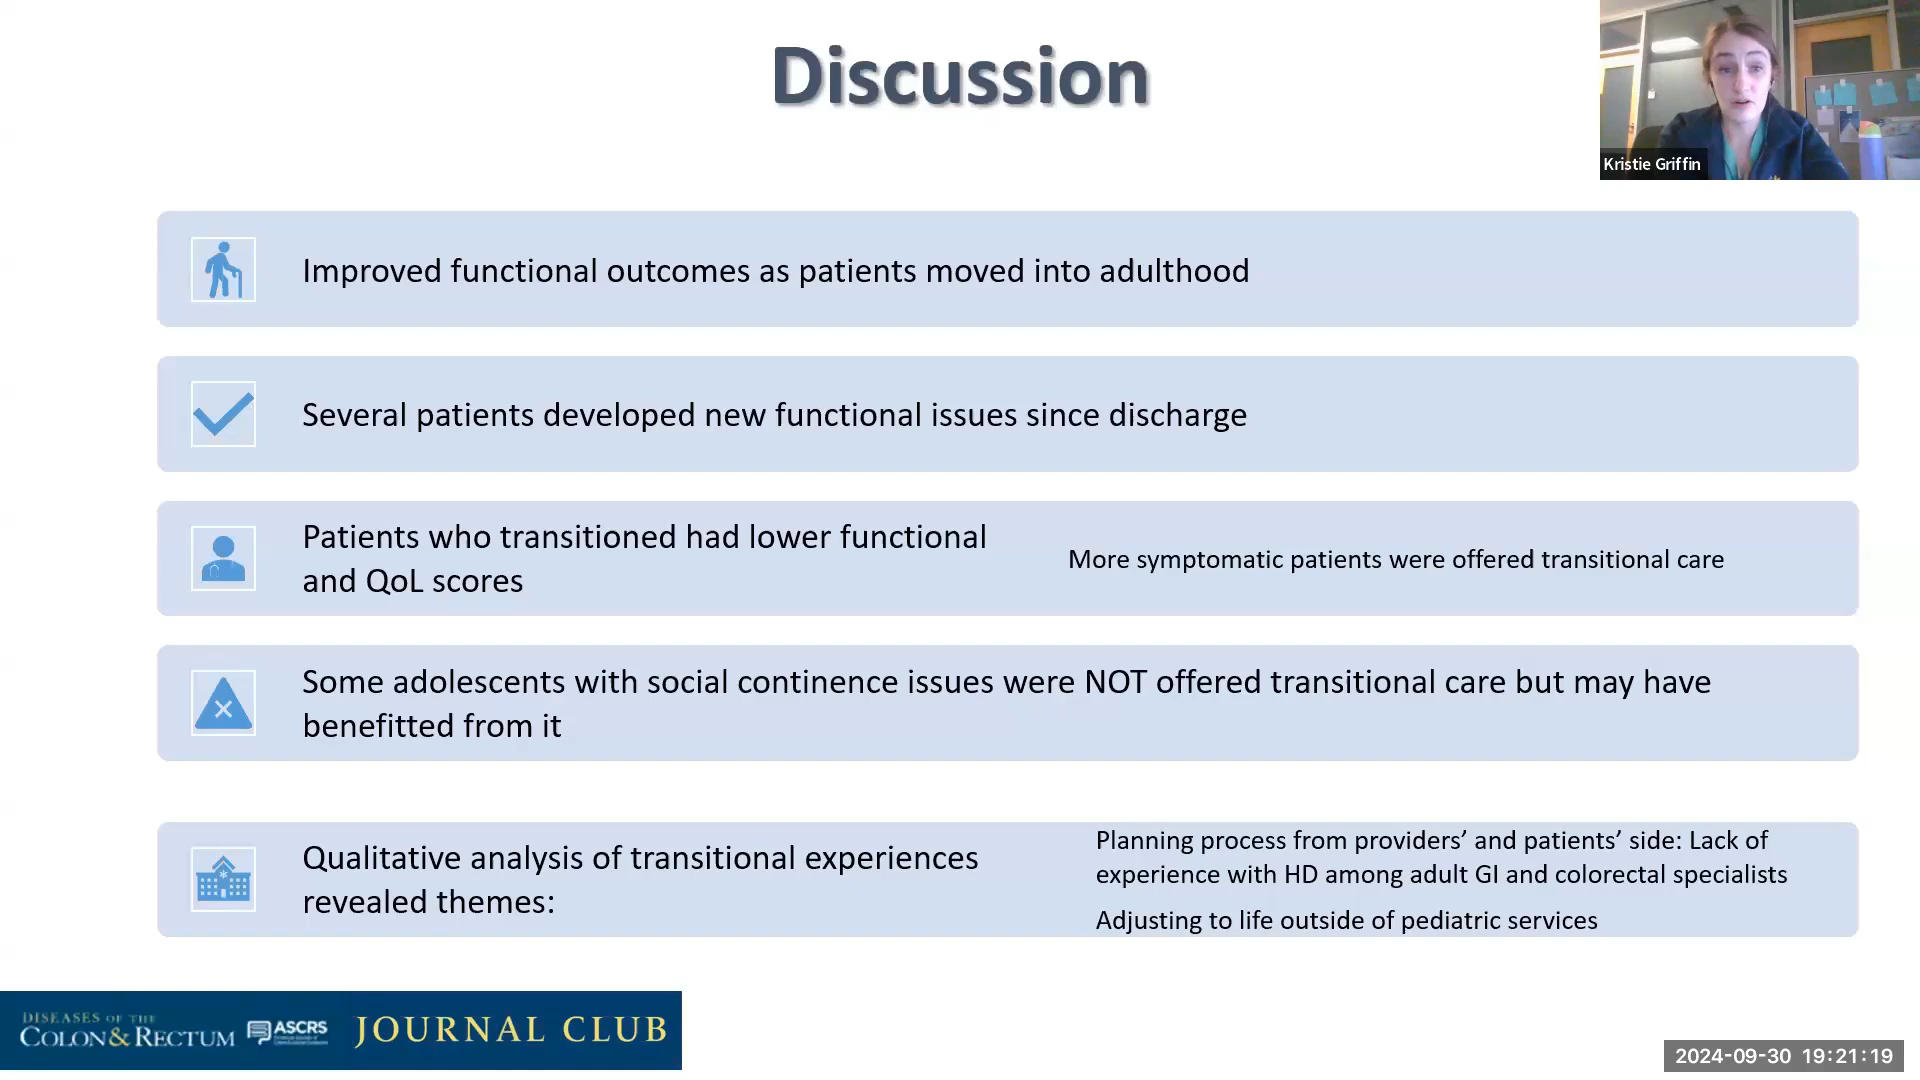 Discussion
Kristie Griffin
Improved functional outcomes as patients moved into adulthood
Several patients developed new functional issues since discharge
Patients who transitioned had lower functional
and QoL scores
More symptomatic patients were offered transitional care
Some adolescents with social continence issues were NOT offered transitional care but may have
benefitted from it
Qualitative analysis of transitional experiences
revealed themes:
Planning process from providers’ and patients’ side: Lack of
experience with HD among adult GI and colorectal specialists
Adjusting to life outside of pediatric services
DISEASES OF THE
COLON&RECTUM
ASCRS
JOURNAL CLUB
2024-09-30 19:21:19